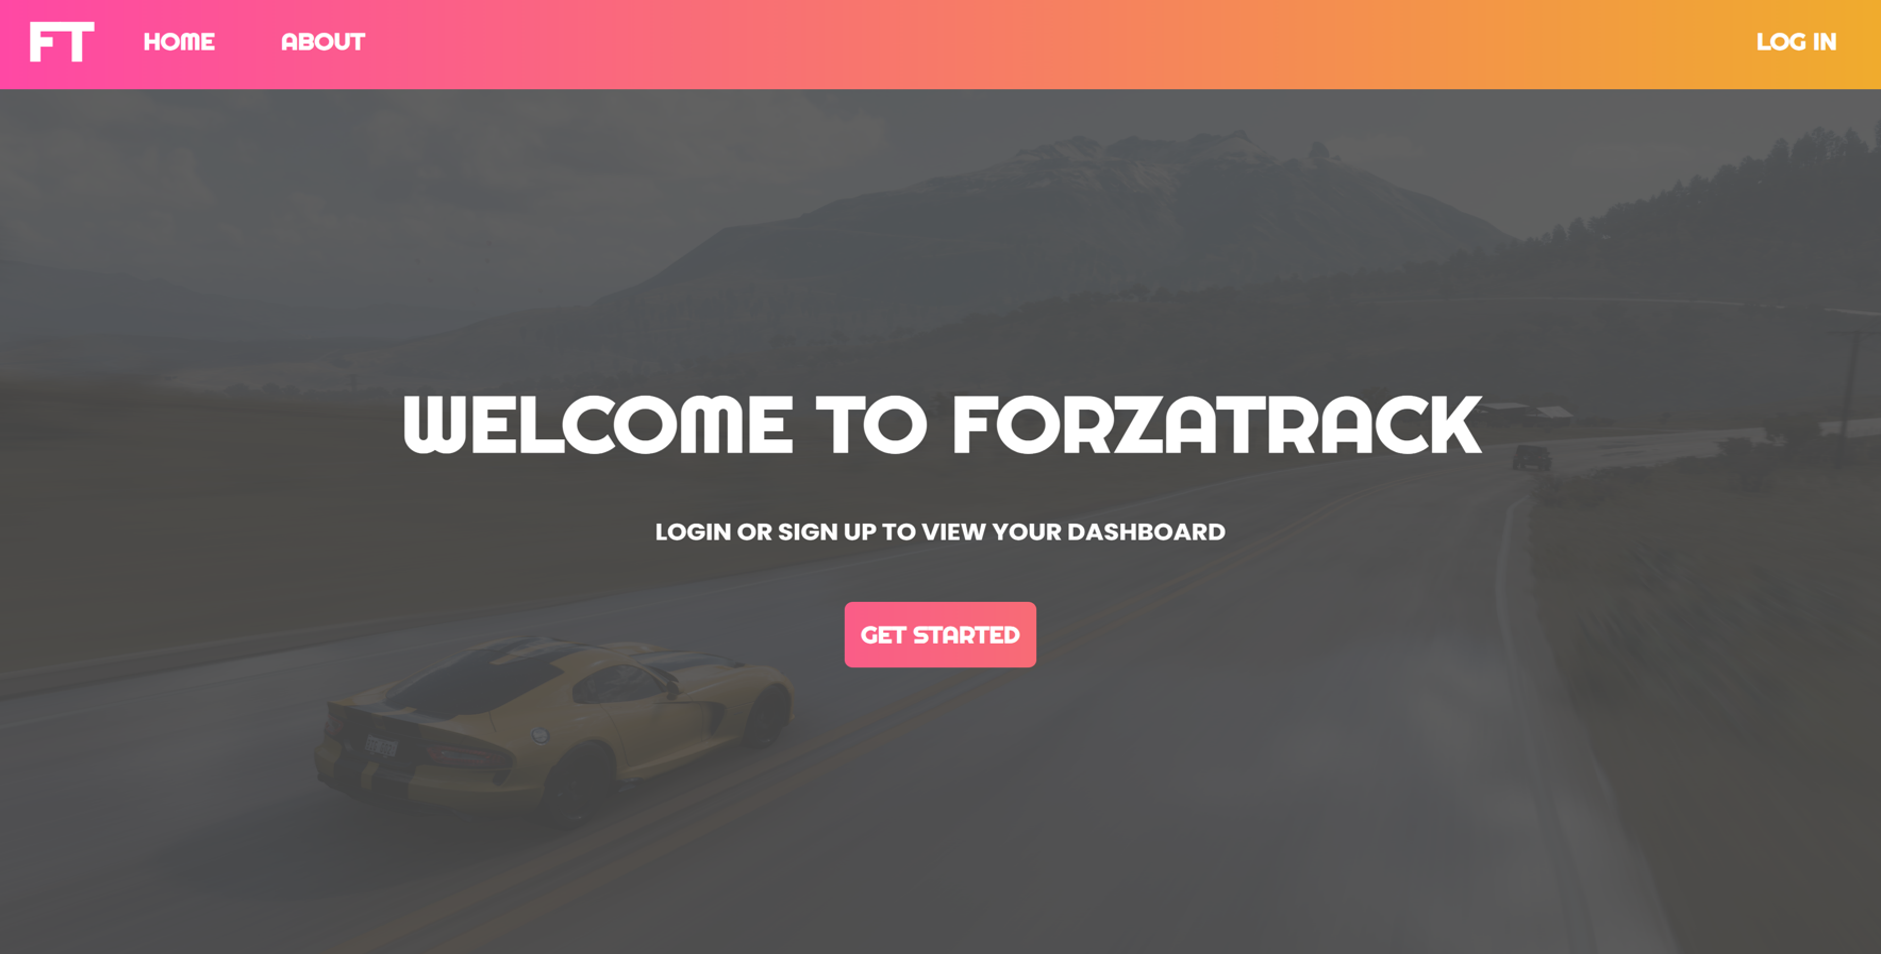 FT
HOME
ABOUT
LOG IN
WELCOME TO FORZATRACK
LOGIN OR SIGN UP TO VIEW YOUR DASHBOARD
GET STARTED